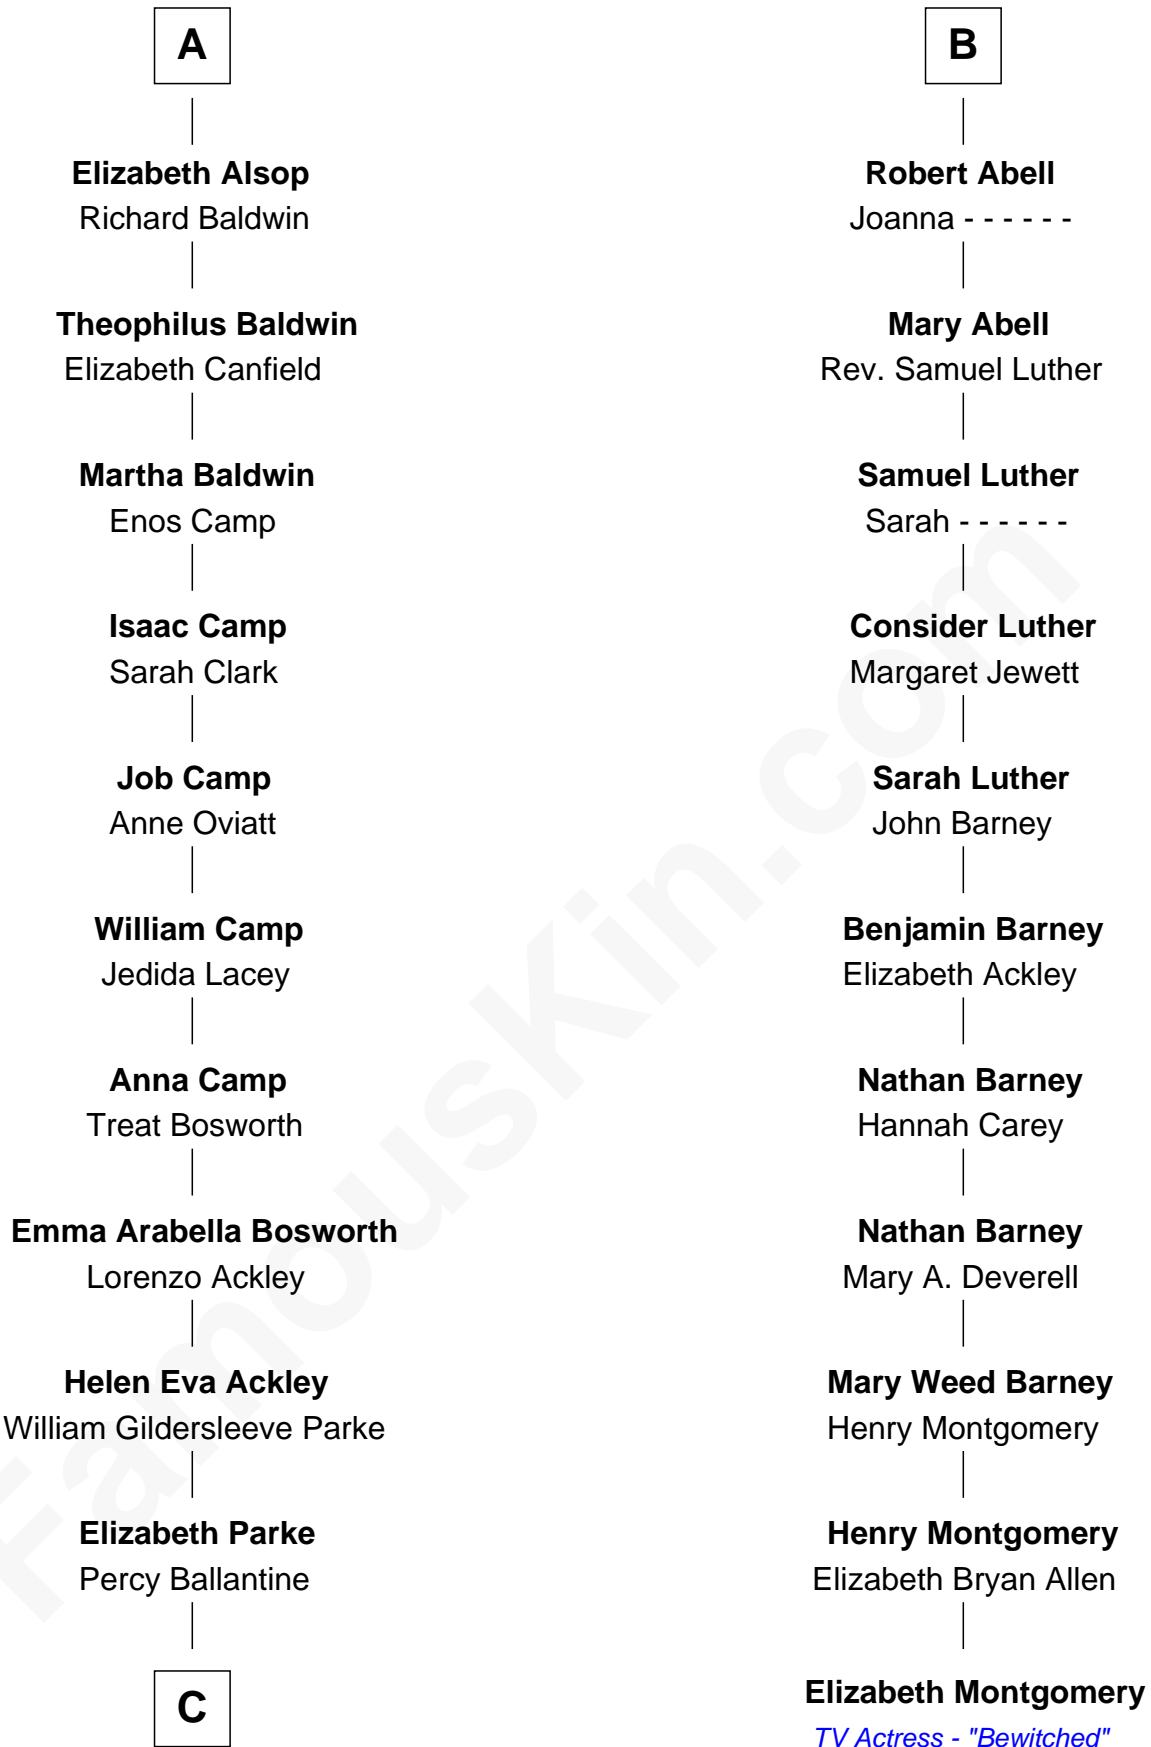 A
Elizabeth Alsop
Richard Baldwin
Theophilus Baldwin
Elizabeth Canfield
Martha Baldwin
Enos Camp
Isaac Camp
Sarah Clark
Job Camp
Anne Oviatt
William Camp
Jedida Lacey
Anna Camp
Treat Bosworth
Emma Arabella Bosworth
Lorenzo Ackley
Helen Eva Ackley
William Gildersleeve Parke
Elizabeth Parke
Percy Ballantine
C
B
Robert Abell
Joanna - - - - - -
Mary Abell
Rev. Samuel Luther
Samuel Luther
Sarah - - - - - -
Consider Luther
Margaret Jewett
Sarah Luther
John Barney
Benjamin Barney
Elizabeth Ackley
Nathan Barney
Hannah Carey
Nathan Barney
Mary A. Deverell
Mary Weed Barney
Henry Montgomery
Henry Montgomery
Elizabeth Bryan Allen
Elizabeth Montgomery
TV Actress - "Bewitched"
FamousKin.com